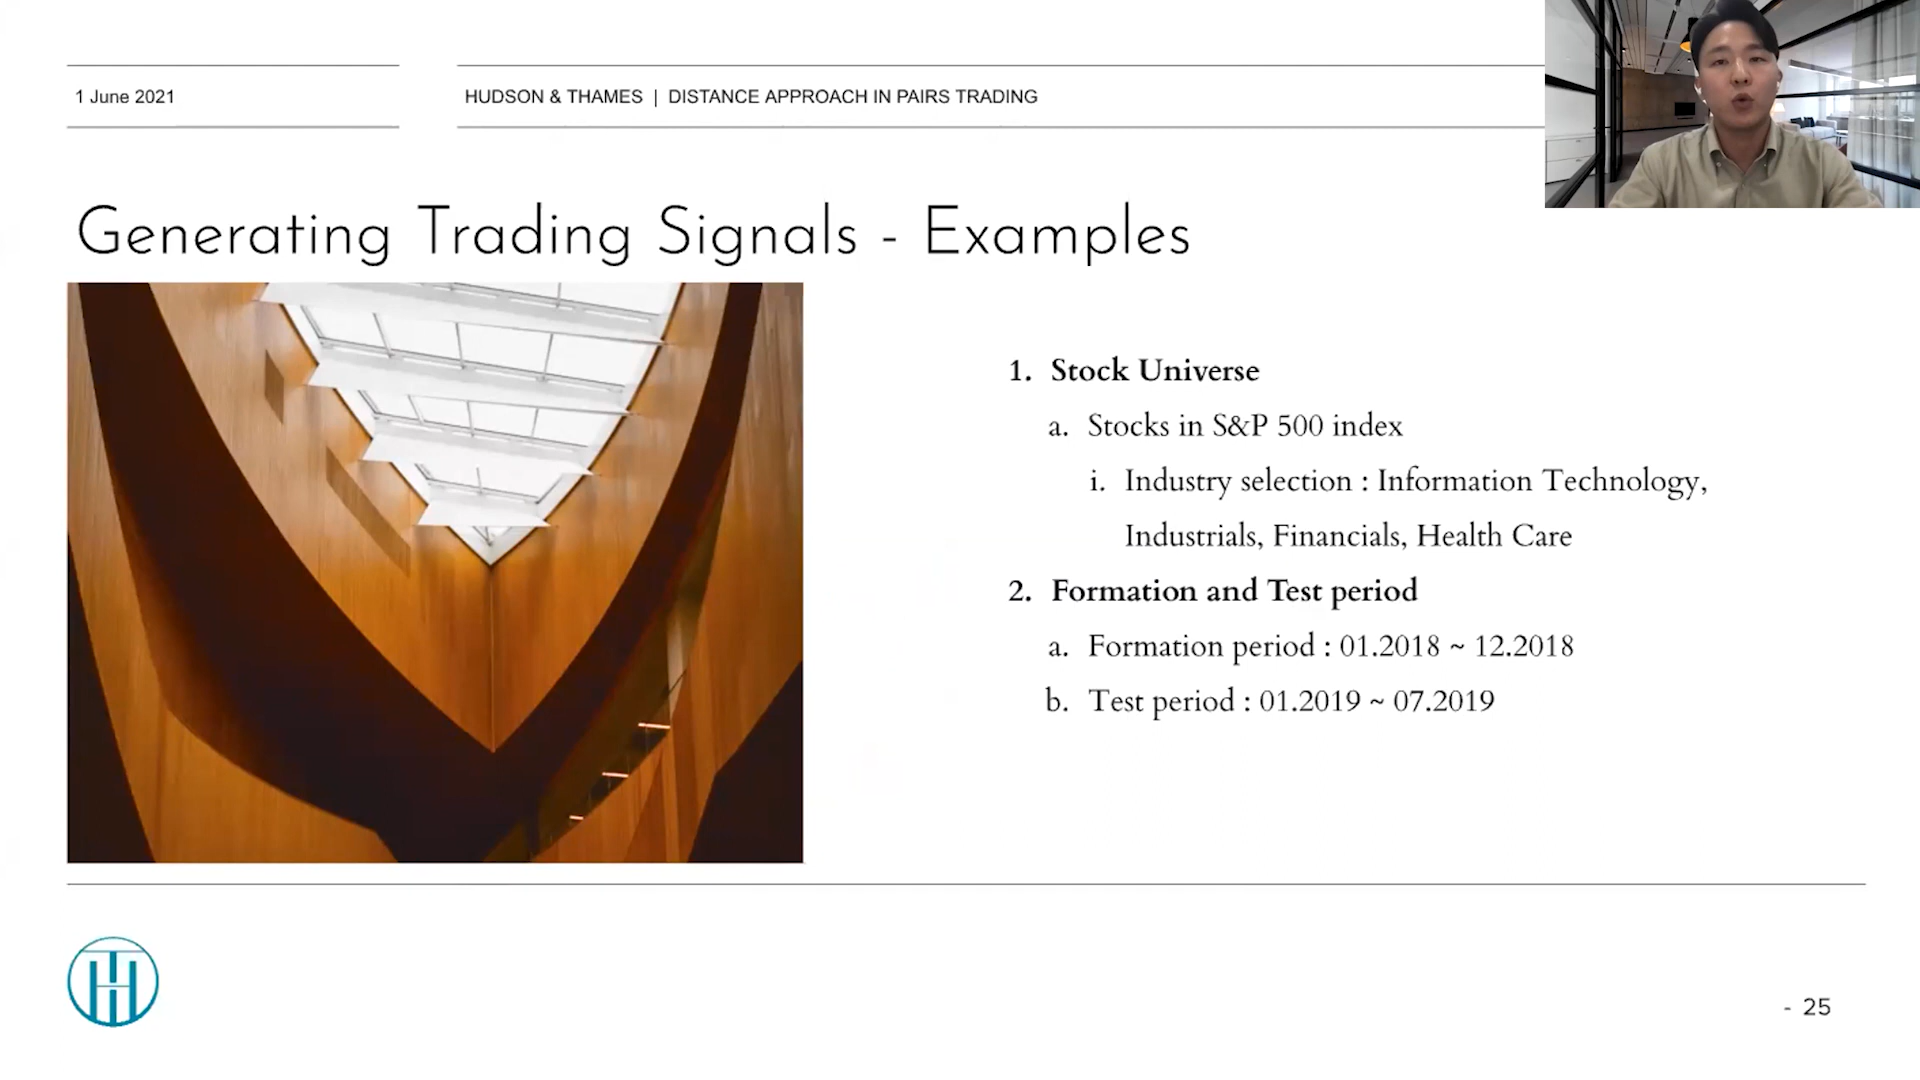 1 June 2021
HUDSON & THAMES | DISTANCE APPROACH IN PAIRS TRADING
Generating Trading Signals - Examples
1. Stock Universe
a. Stocks in S&P 500 index
i. Industry selection : Information Technology,
Industrials, Financials, Health Care
2. Formation and Test period
a. Formation period : 01.2018 ~ 12.2018
b. Test period : 01.2019 ~ 07.2019
- 25